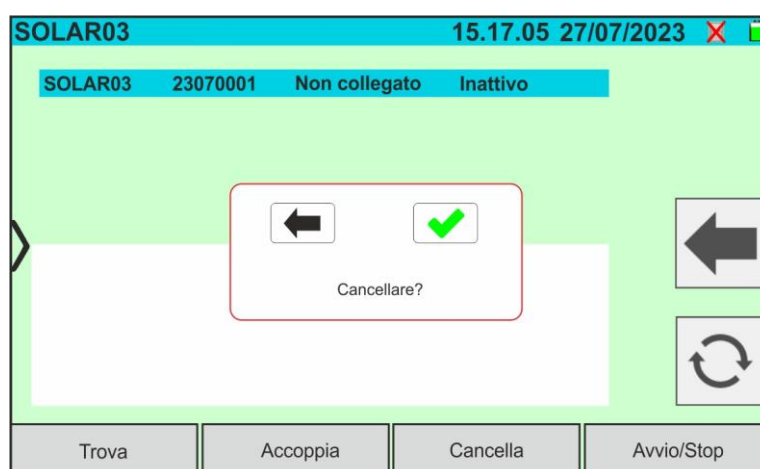 SOLAR03 15.17.05 27/07/2023
SOLAR03 23070001 Non collegato Inattivo
Cancellare?
Trova Accoppia Cancella Avvio/Stop